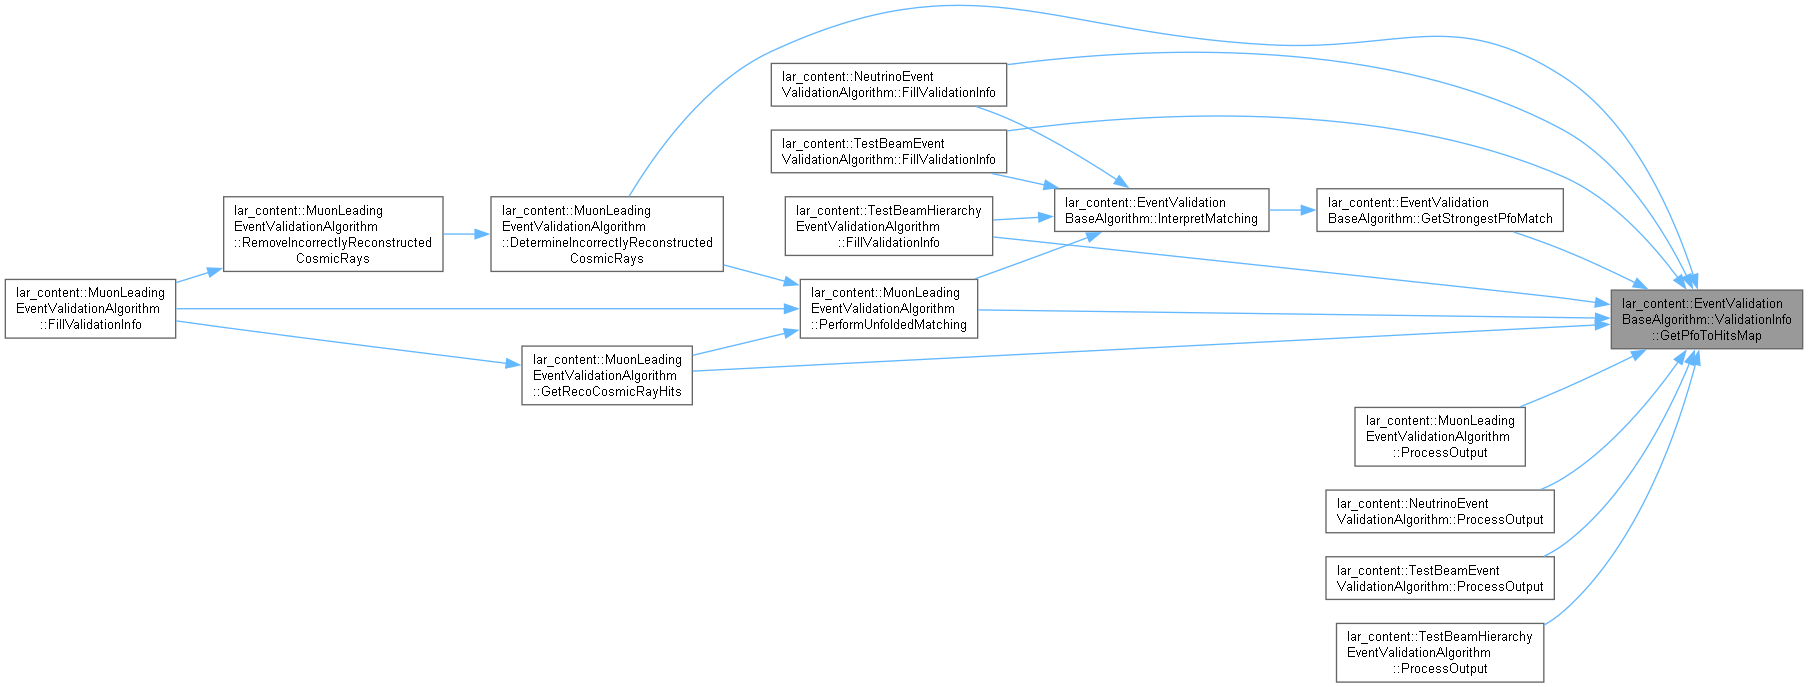 lar_content::NeutrinoEvent
ValidationAlgorithm::FillValidationInfo
lar_content::TestBeamEvent
ValidationAlgorithm::FillValidationInfo
lar_content::MuonLeading
EventValidationAlgorithm
::RemoveIncorrectlyReconstructed
CosmicRays
lar_content::MuonLeading
EventValidationAlgorithm
::DetermineIncorrectlyReconstructed
CosmicRays
lar_content::TestBeamHierarchy
EventValidationAlgorithm
::FillValidationInfo
lar_content::EventValidation
BaseAlgorithm::InterpretMatching
lar_content::EventValidation
BaseAlgorithm::GetStrongestPfoMatch
lar_content::MuonLeading
EventValidationAlgorithm
::FillValidationInfo
lar_content::MuonLeading
EventValidationAlgorithm
::PerformUnfoldedMatching
lar_content::EventValidation
BaseAlgorithm::ValidationInfo
::GetPfoToHitsMap
lar_content::MuonLeading
EventValidationAlgorithm
::GetRecoCosmicRayHits
lar_content::MuonLeading
EventValidationAlgorithm
::ProcessOutput
lar_content::NeutrinoEvent
ValidationAlgorithm::ProcessOutput
lar_content::TestBeamEvent
ValidationAlgorithm::ProcessOutput
lar_content::TestBeamHierarchy
EventValidationAlgorithm
::ProcessOutput